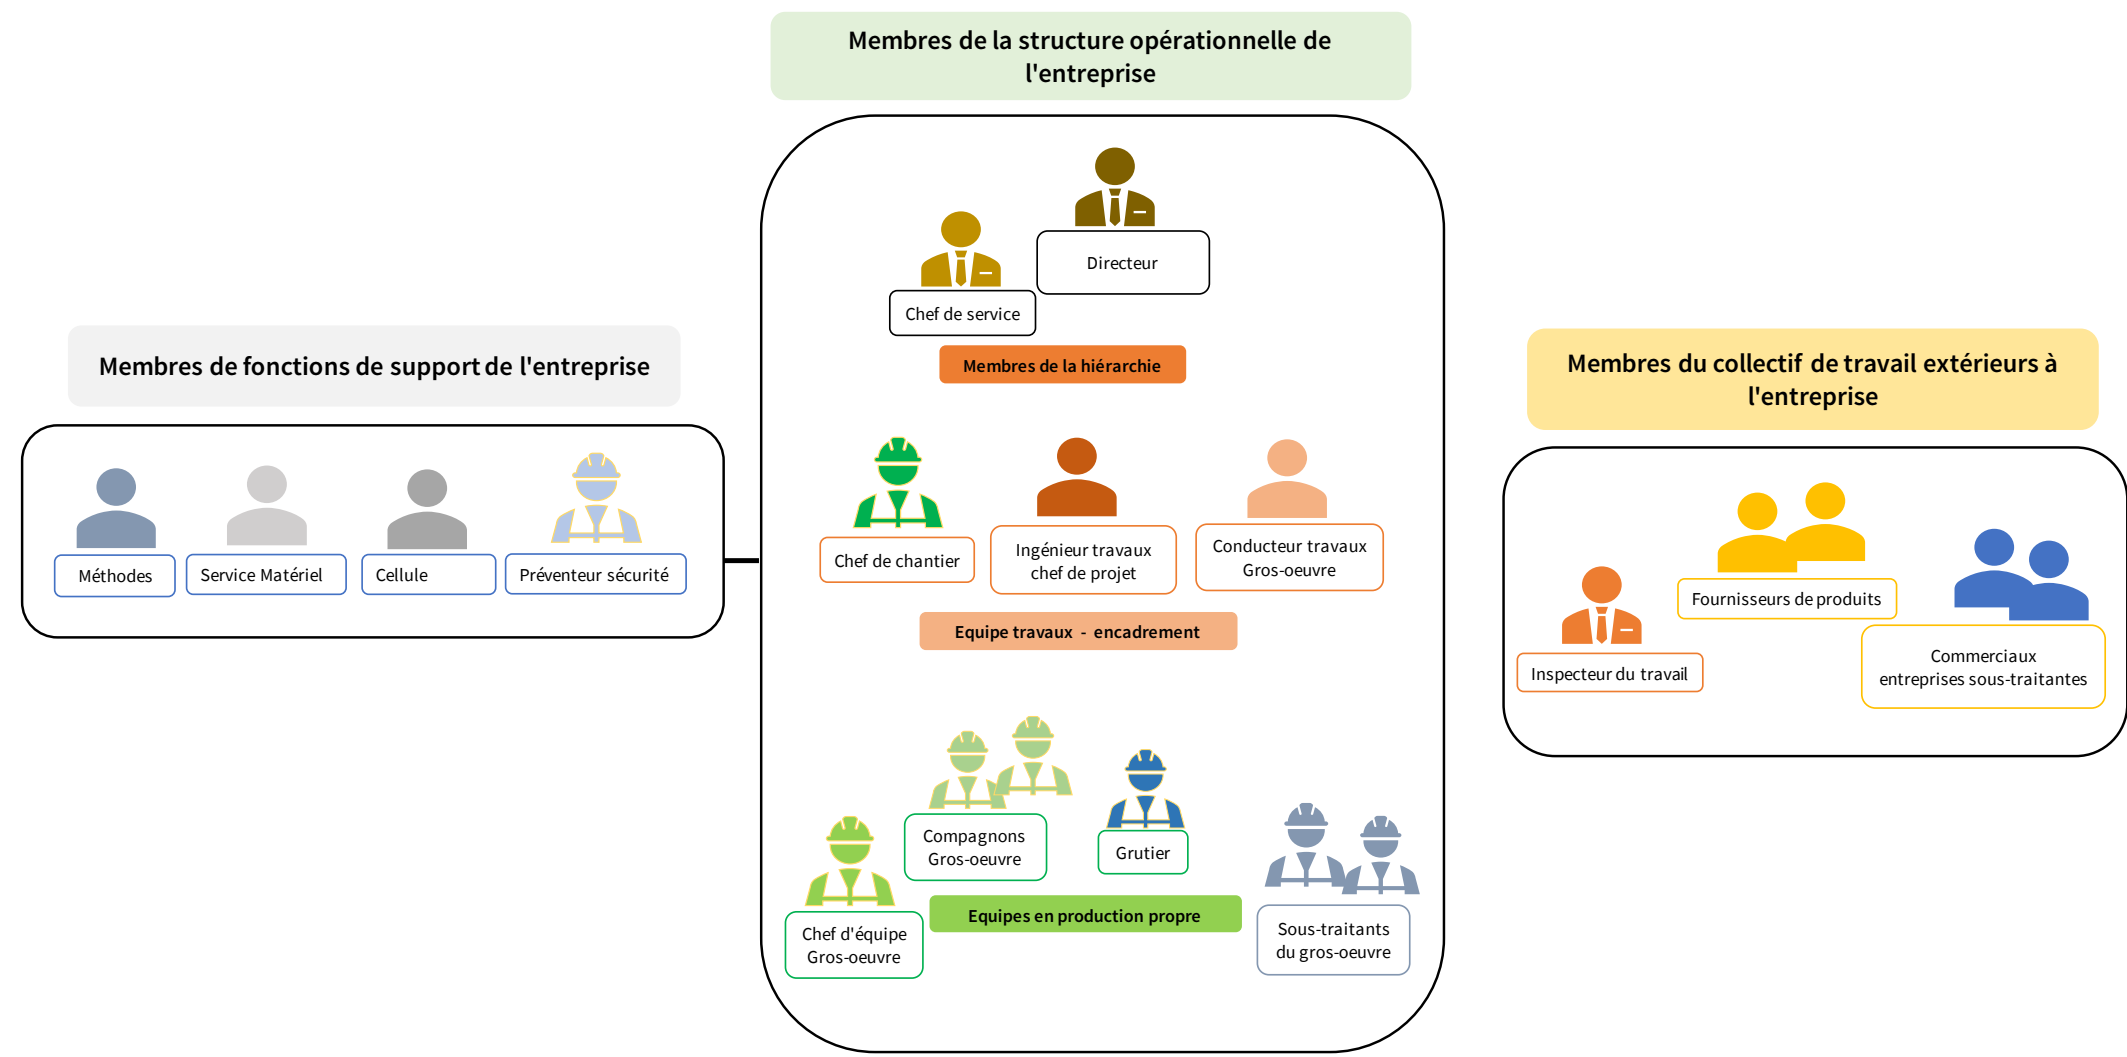 Membres de la structure opérationnelle de
l'entreprise
Directeur
Chef de service
Membres de la hiérarchie
Membres de fonctions de support de l'entreprise
Méthodes
Service Matériel
Cellule
Préventeur sécurité
Chef de chantier
Ingénieur travaux
chef de projet
Conducteur travaux
Gros-oeuvre
Equipe travaux - encadrement
Compagnons
Gros-oeuvre
Grutier
Chef d'équipe
Gros-oeuvre
Equipes en production propre
Sous-traitants
du gros-oeuvre
Membres du collectif de travail extérieurs à
l'entreprise
Fournisseurs de produits
Inspecteur du travail
Commerciaux
entreprises sous-traitantes